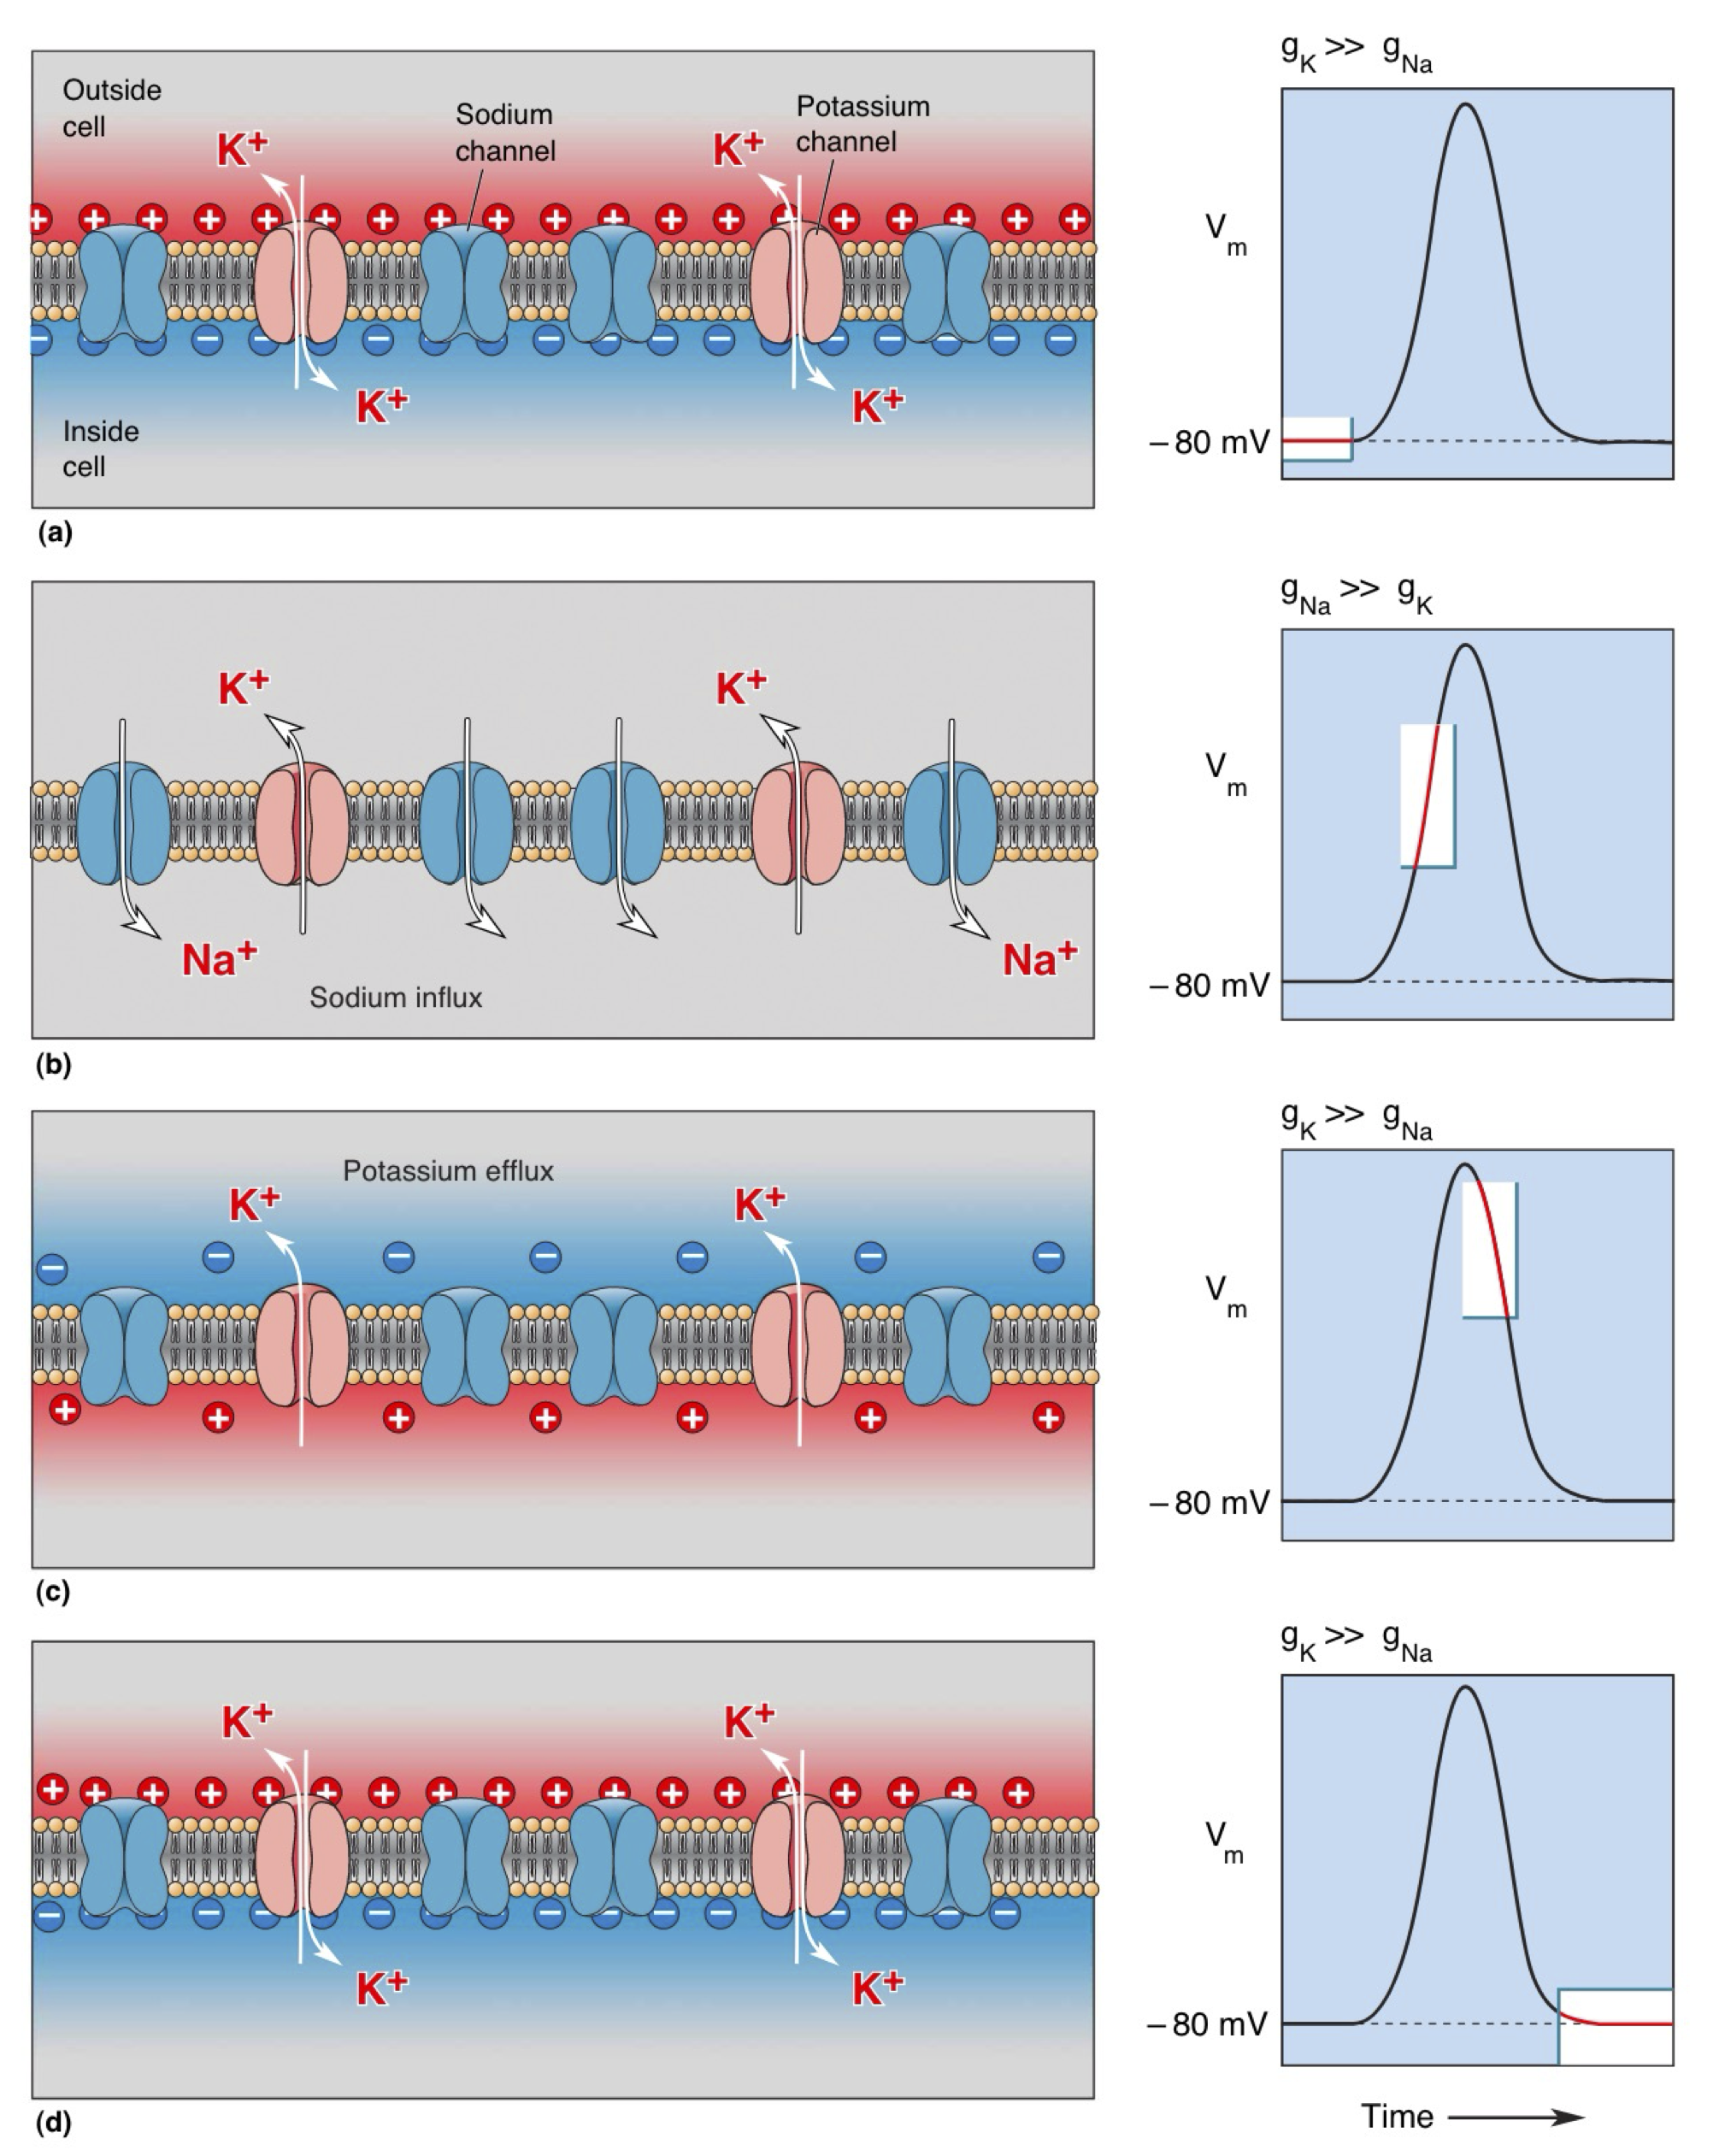 Outside
cell
Sodium
channel
Potassium
channel
K+
K+
+ + + + + + + + + + + + + + + + + + +
− − − − − − − − − − − − − − − − − − −
K+
K+
Inside
cell
(a)
gK >> gNa
Vm
−80 mV
K+
K+
Na+
Na+
Sodium influx
(b)
gNa >> gK
Vm
−80 mV
Potassium efflux
K+
K+
− − − − − − −
+ + + + + + +
(c)
gK >> gNa
Vm
−80 mV
K+
K+
+ + + + + + + + + + + + + + + + + +
− − − − − − − − − − − − − − − − − −
K+
K+
(d)
gK >> gNa
Vm
−80 mV
Time